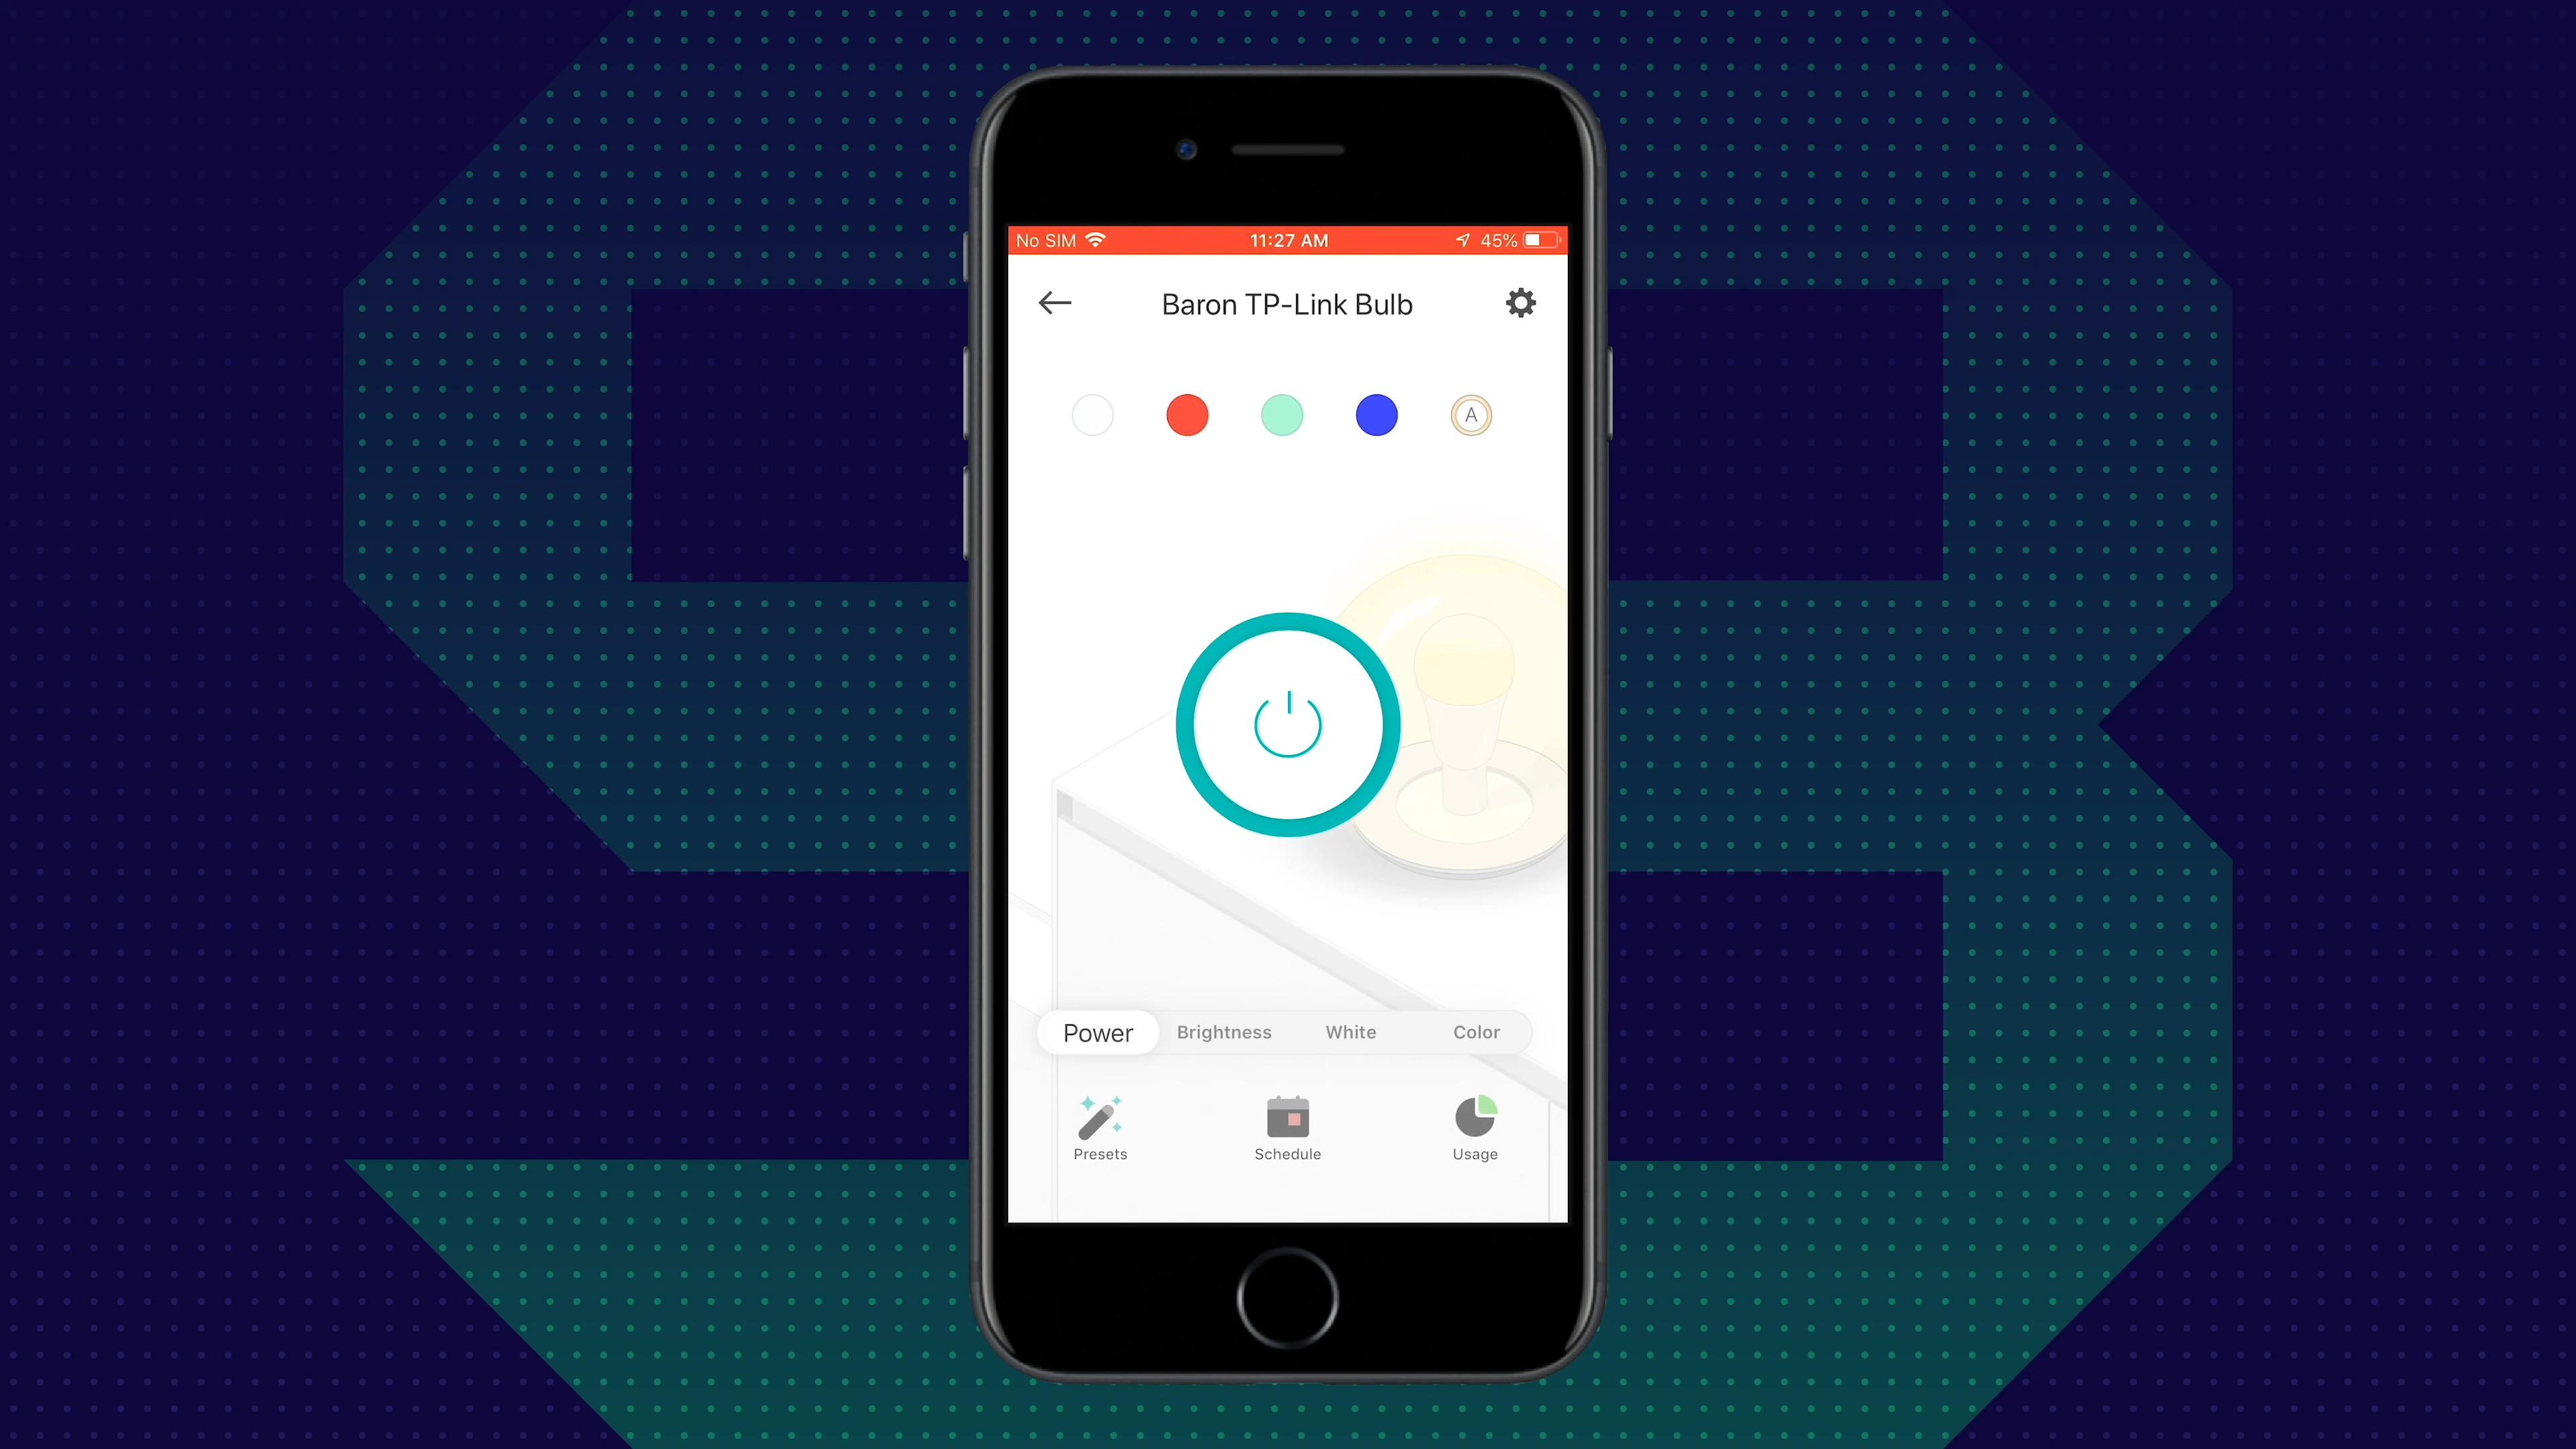 No SIM 11:27 AM 45%
Baron TP-Link Bulb
A
Power Brightness White Color
Presets Schedule Usage